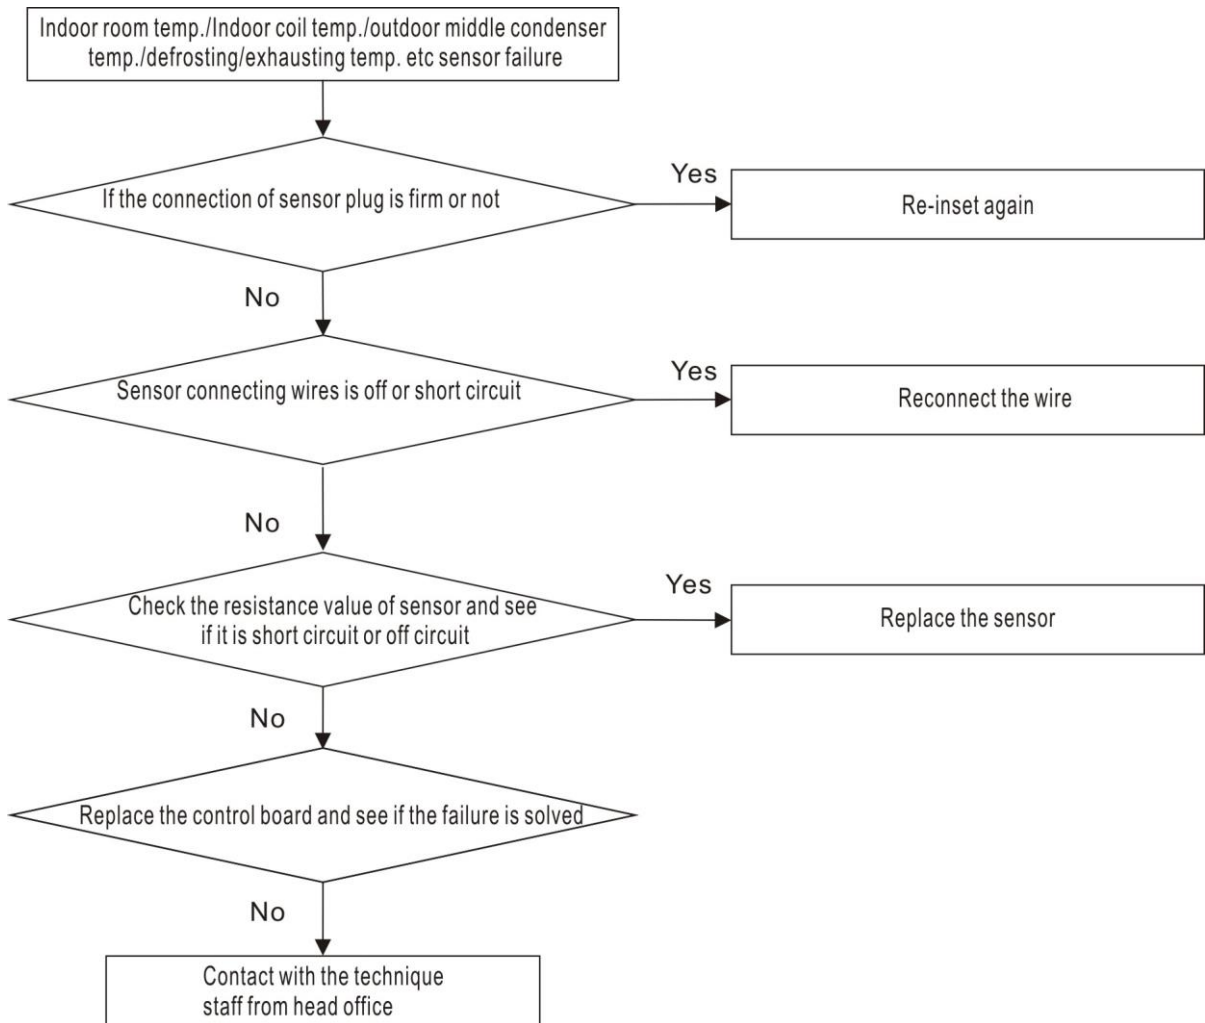 Indoor room temp./Indoor coil temp./outdoor middle condenser
temp./defrosting/exhausting temp. etc sensor failure
If the connection of sensor plug is firm or not
Yes
Re-inset again
No
Sensor connecting wires is off or short circuit
Yes
Reconnect the wire
No
Check the resistance value of sensor and see
if it is short circuit or off circuit
Yes
Replace the sensor
No
Replace the control board and see if the failure is solved
No
Contact with the technique
staff from head office